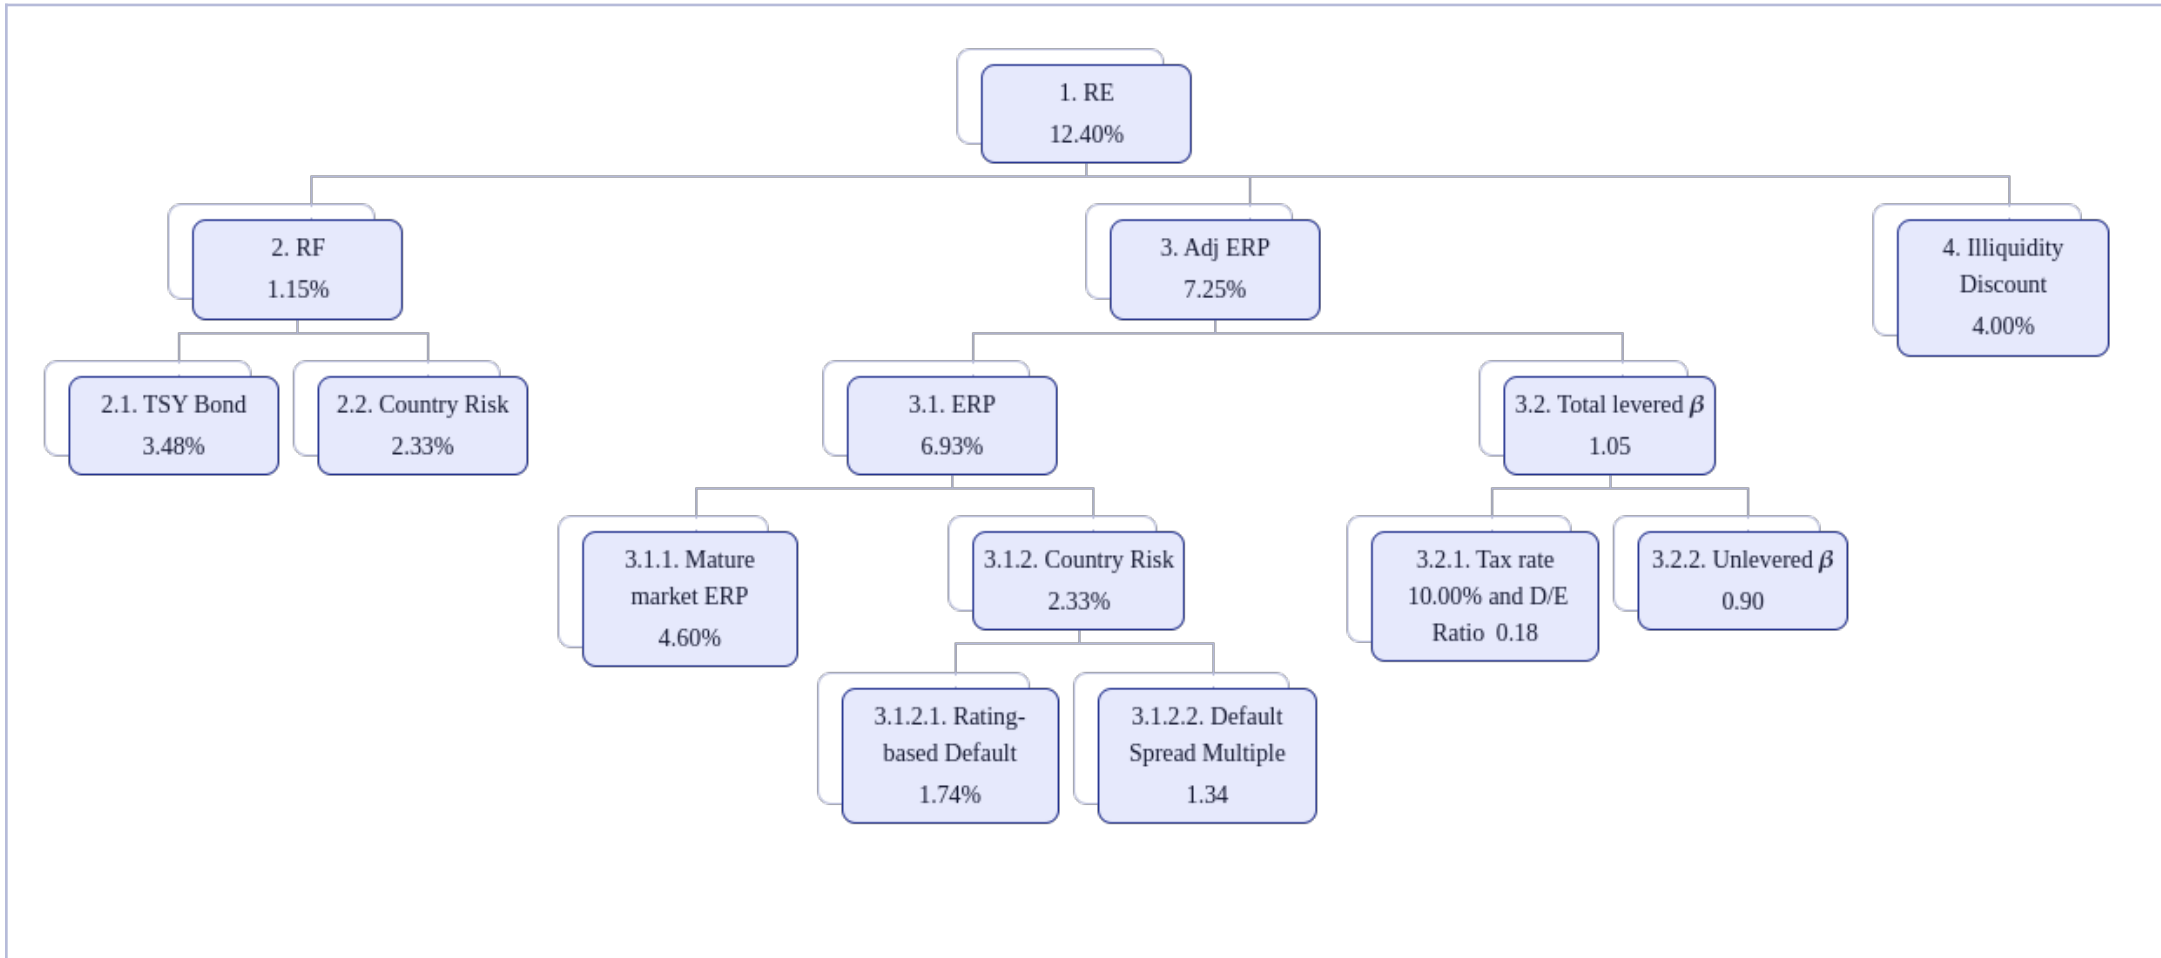 1. RE
12.40%
2. RF
1.15%
3. Adj ERP
7.25%
4. Illiquidity
Discount
4.00%
2.1. TSY Bond
3.48%
2.2. Country Risk
2.33%
3.1. ERP
6.93%
3.2. Total levered β
1.05
3.1.1. Mature
market ERP
4.60%
3.1.2. Country Risk
2.33%
3.2.1. Tax rate
10.00% and D/E
Ratio 0.18
3.2.2. Unlevered β
0.90
3.1.2.1. Rating-
based Default
1.74%
3.1.2.2. Default
Spread Multiple
1.34